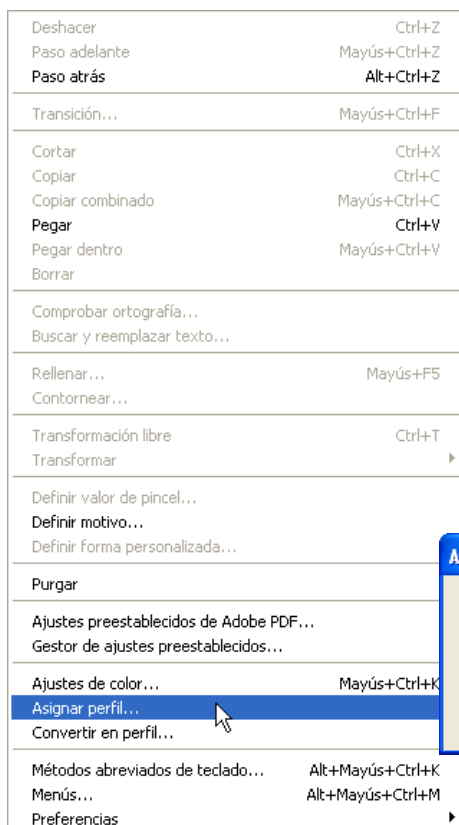 Deshacer Ctrl+Z
Paso adelante Mayús+Ctrl+Z
Paso atrás Alt+Ctrl+Z
Transición... Mayús+Ctrl+F
Cortar Ctrl+X
Copiar Ctrl+C
Copiar combinado Mayús+Ctrl+C
Pegar Ctrl+V
Pegar dentro Mayús+Ctrl+V
Borrar
Comprobar ortografía...
Buscar y reemplazar texto...
Rellenar... Mayús+F5
Contornear...
Transformación libre Ctrl+T
Transformar
Definir valor de pincel...
Definir motivo...
Definir forma personalizada...
A
Purgar
Ajustes preestablecidos de Adobe PDF...
Gestor de ajustes preestablecidos...
Ajustes de color... Mayús+Ctrl+K
Asignar perfil...
Convertir en perfil...
Métodos abreviados de teclado... Alt+Mayús+Ctrl+K
Menús... Alt+Mayús+Ctrl+M
Preferencias